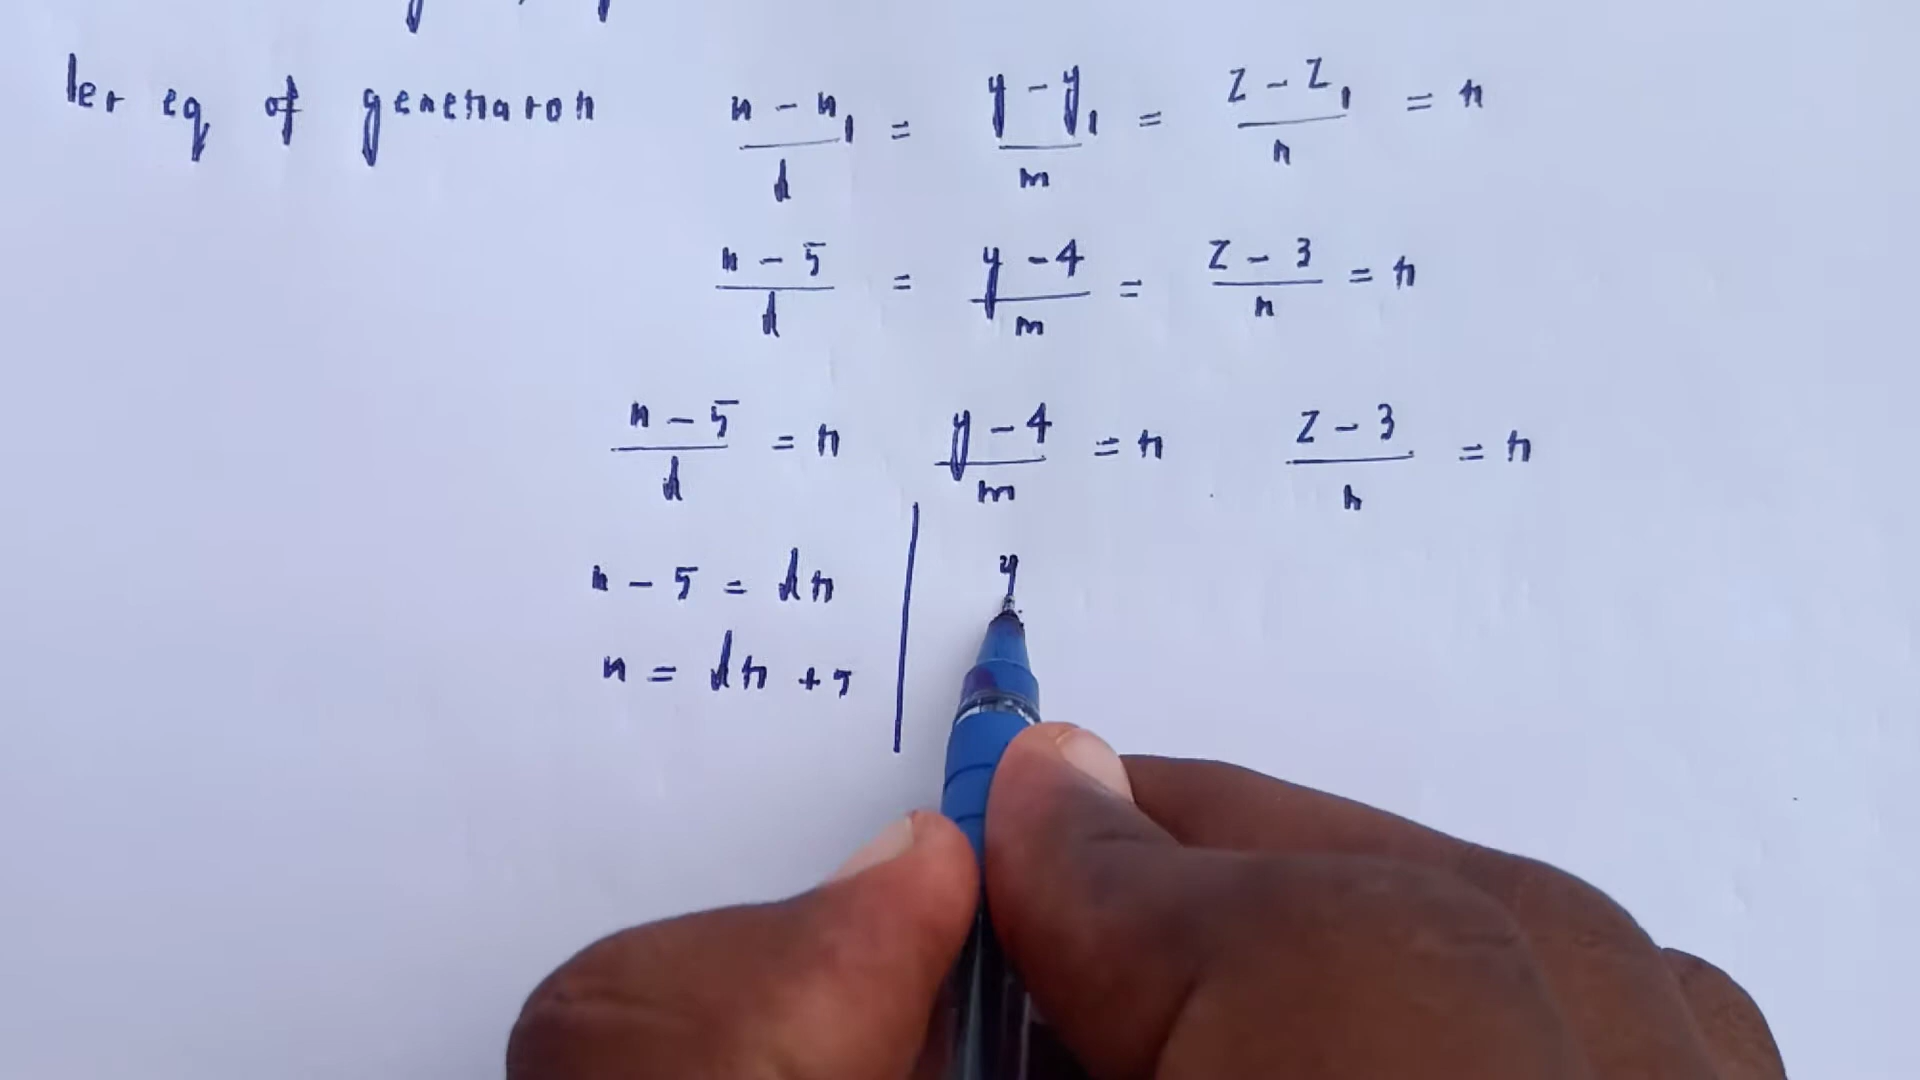 let eq of generator x - x₁ / l = y - y₁ / m = z - z₁ / n = r
x - 5 / l = y - 4 / m = z - 3 / n = r
x - 5 / l = r y - 4 / m = r z - 3 / n = r
x - 5 = lr y
x = lr + 5